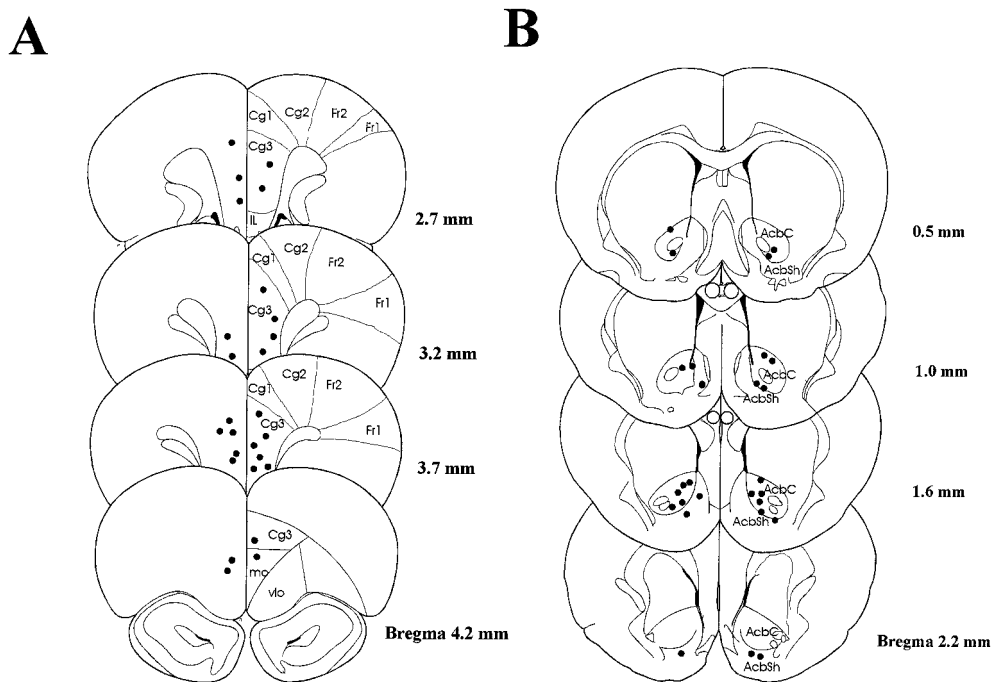 A
Cg1 Cg2 Fr2 Fr1
Cg3
IL
2.7 mm
Cg1 Cg2 Fr2
Cg3 Fr1
3.2 mm
Cg1 Cg2 Fr2
Cg3 Fr1
3.7 mm
Cg3
mo
vlo
Bregma 4.2 mm
B
AcbC
AcbSh
0.5 mm
AcbC
AcbSh
1.0 mm
AcbC
AcbSh
1.6 mm
AcbC
AcbSh
Bregma 2.2 mm